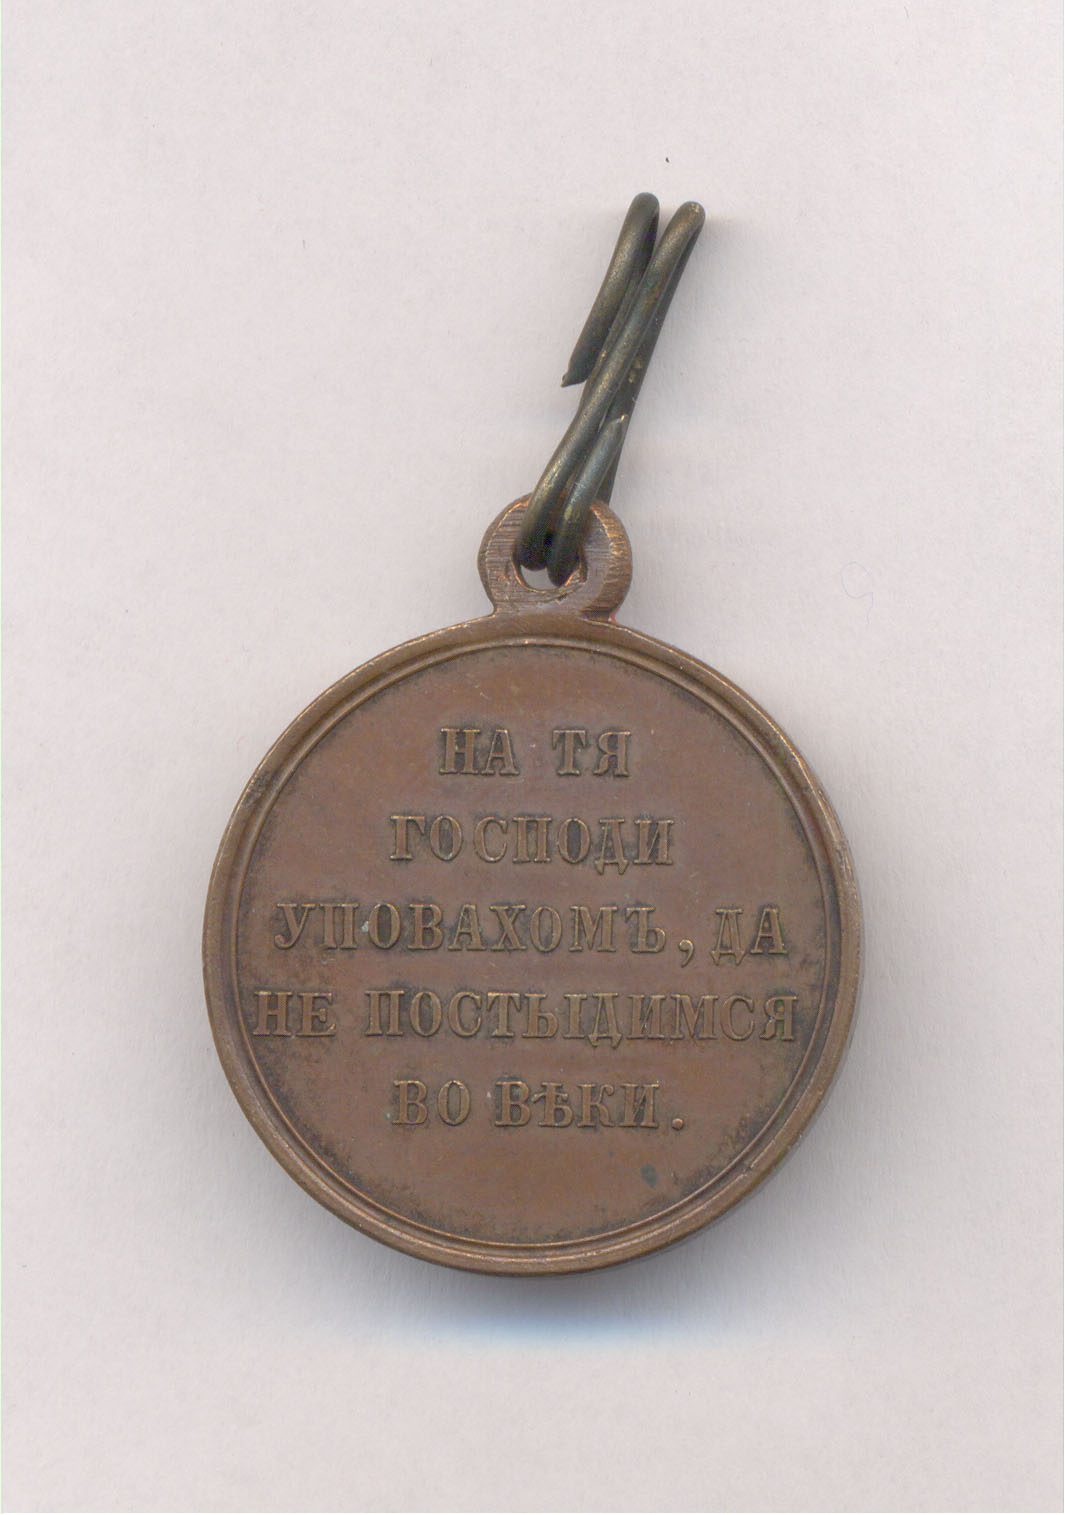 НА ТЯ
ГОСПОДИ
УПОВАХОМЪ, ДА
НЕ ПОСТЫДИМСЯ
ВО ВѢКИ.